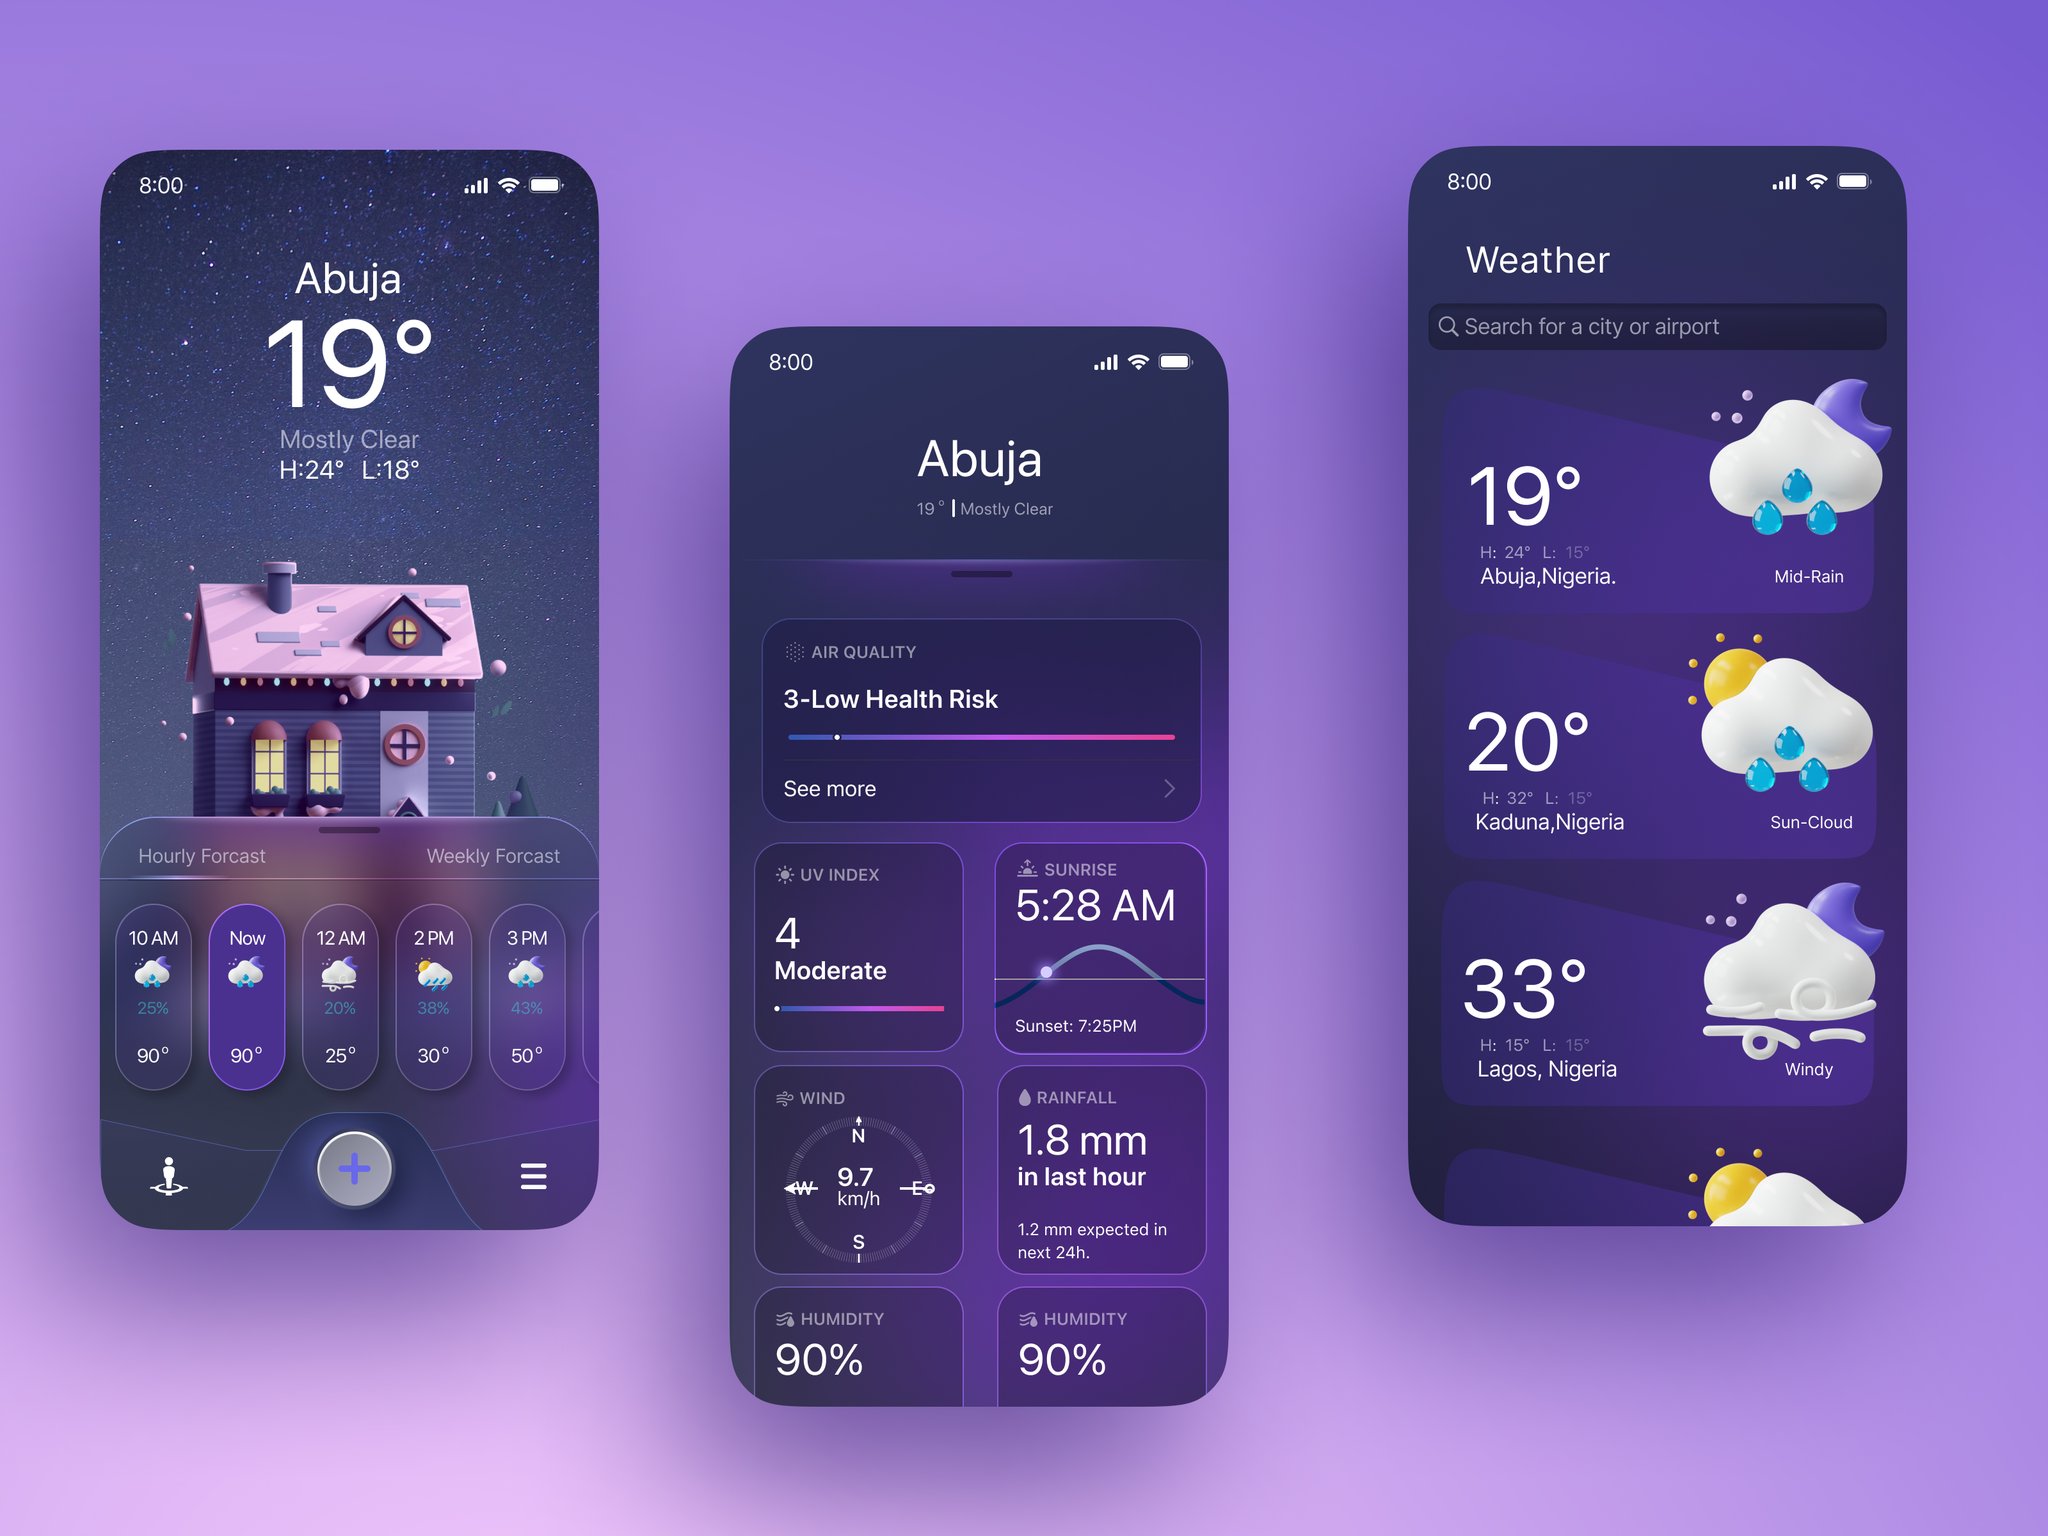 8:00
Abuja
19°
Mostly Clear
H:24° L:18°
Hourly Forcast
Weekly Forcast
10 AM
25%
90°
Now
90°
12 AM
20%
25°
2 PM
38%
30°
3 PM
43%
50°
8:00
Abuja
19° | Mostly Clear
AIR QUALITY
3-Low Health Risk
See more
UV INDEX
4
Moderate
SUNRISE
5:28 AM
Sunset: 7:25PM
WIND
N
W
9.7
km/h
E
S
RAINFALL
1.8 mm
in last hour
1.2 mm expected in
next 24h.
HUMIDITY
90%
HUMIDITY
90%
8:00
Weather
Search for a city or airport
19°
H: 24° L: 15°
Abuja,Nigeria.
Mid-Rain
20°
H: 32° L: 15°
Kaduna,Nigeria
Sun-Cloud
33°
H: 15° L: 15°
Lagos, Nigeria
Windy